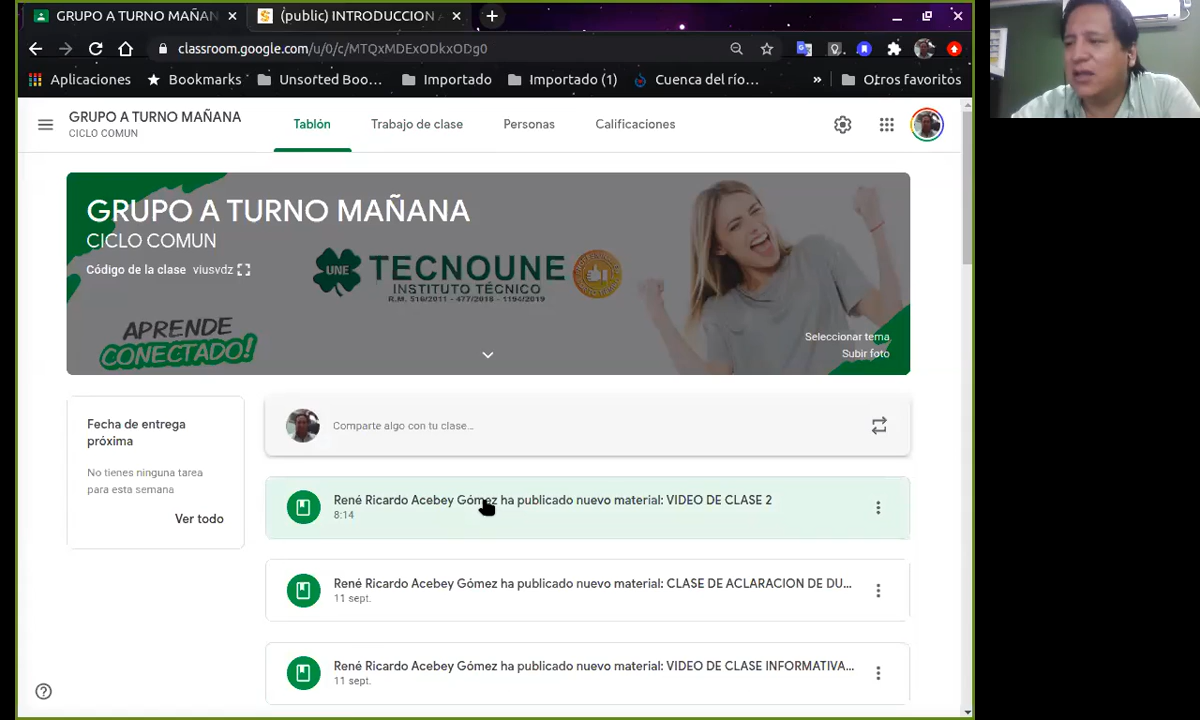 GRUPO A TURNO MAÑAN
(public) INTRODUCCION
classroom.google.com/u/0/c/MTQxMDExODkxODg0
Aplicaciones
Bookmarks
Unsorted Boo...
Importado
Importado (1)
Cuenca del río...
»
Otros favoritos
GRUPO A TURNO MAÑANA
CICLO COMUN
Tablón
Trabajo de clase
Personas
Calificaciones
GRUPO A TURNO MAÑANA
CICLO COMUN
Código de la clase viusvdz
UNE
TECNOUNE
INSTITUTO TÉCNICO
R.M. 516/2011 - 477/2018 - 1194/2019
APRENDE
CONECTADO!
Seleccionar tema
Subir foto
Fecha de entrega
próxima
No tienes ninguna tarea
para esta semana
Ver todo
Comparte algo con tu clase...
René Ricardo Acebey Gómez ha publicado nuevo material: VIDEO DE CLASE 2
8:14
René Ricardo Acebey Gómez ha publicado nuevo material: CLASE DE ACLARACION DE DU...
11 sept.
René Ricardo Acebey Gómez ha publicado nuevo material: VIDEO DE CLASE INFORMATIVA...
11 sept.